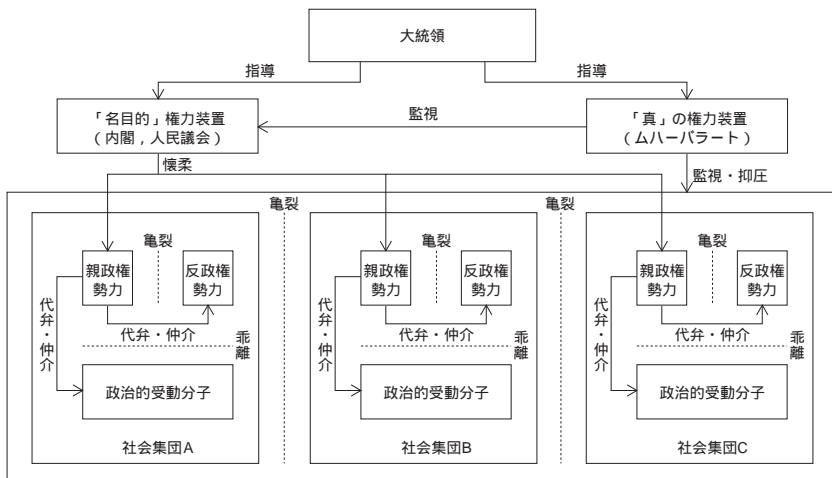 大統領
指導
指導
「名目的」権力装置
（内閣，人民議会）
監視
「真」の権力装置
（ムハーバラート）
懐柔
監視・抑圧
亀裂
亀裂
亀裂
親政権
勢力
反政権
勢力
代弁・仲介
代弁・仲介
乖離
政治的受動分子
社会集団A
亀裂
親政権
勢力
反政権
勢力
代弁・仲介
代弁・仲介
乖離
政治的受動分子
社会集団B
亀裂
親政権
勢力
反政権
勢力
代弁・仲介
代弁・仲介
乖離
政治的受動分子
社会集団C